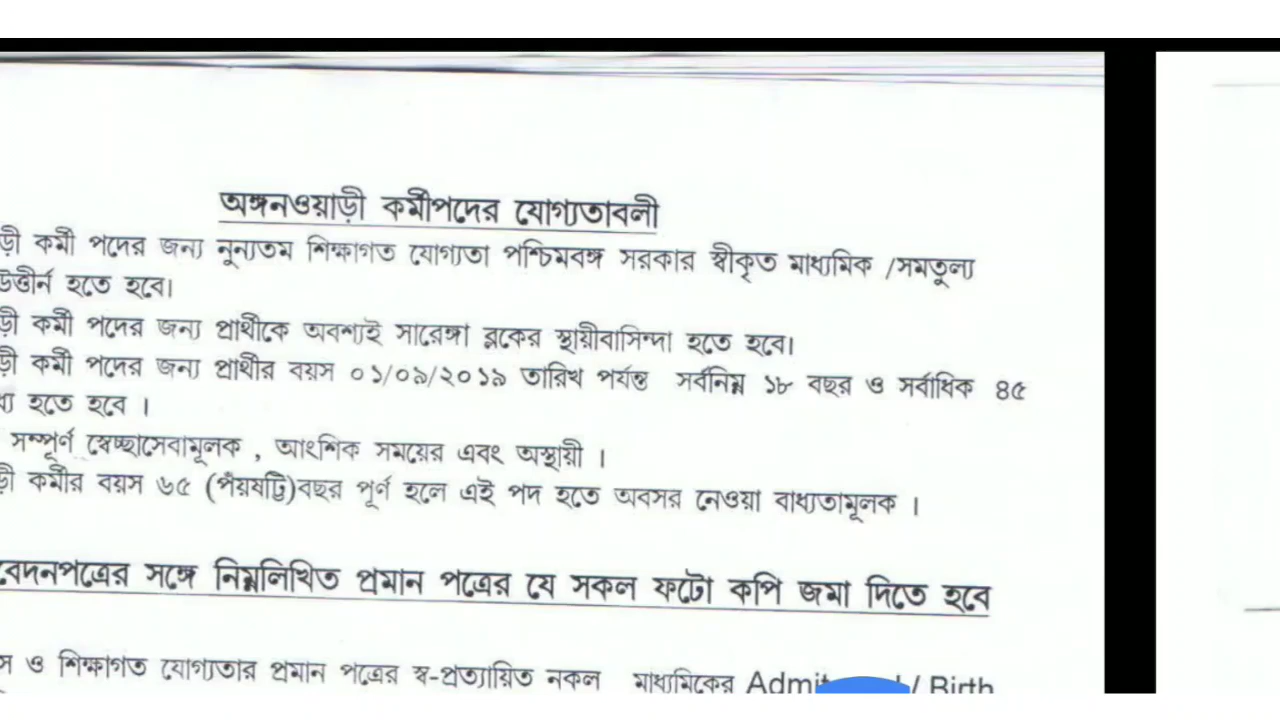 অঙ্গনওয়াড়ী কর্মীপদের যোগ্যতাবলী
ড়ী কর্মী পদের জন্য নূন্যতম শিক্ষাগত যোগ্যতা পশ্চিমবঙ্গ সরকার স্বীকৃত মাধ্যমিক /সমতুল্য
উত্তীর্ন হতে হবে।
ড়ী কর্মী পদের জন্য প্রার্থীকে অবশ্যই সারেঙ্গা ব্লকের স্থায়ীবাসিন্দা হতে হবে।
ড়ী কর্মী পদের জন্য প্রার্থীর বয়স ০১/০৯/২০১৯ তারিখ পর্যন্ত সর্বনিম্ন ১৮ বছর ও সর্বাধিক ৪৫
ধ্য হতে হবে ।
সম্পূর্ন স্বেচ্ছাসেবামূলক , আংশিক সময়ের এবং অস্থায়ী ।
ড়ী কর্মীর বয়স ৬৫ (পঁয়ষট্টি)বছর পূর্ন হলে এই পদ হতে অবসর নেওয়া বাধ্যতামূলক ।
বেদনপত্রের সঙ্গে নিম্নলিখিত প্রমান পত্রের যে সকল ফটো কপি জমা দিতে হবে
স ও শিক্ষাগত যোগ্যতার প্রমান পত্রের স্ব-প্রত্যায়িত নকল মাধ্যমিকের Admit / Birth